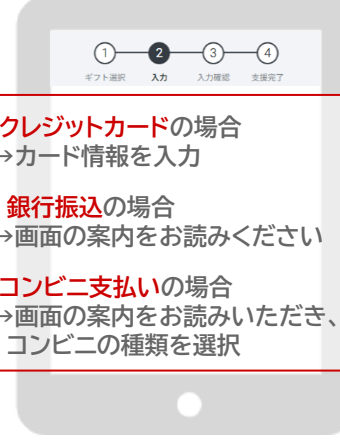 1 2 3 4
ギフト選択 入力 入力確認 支援完了
クレジットカードの場合
→カード情報を入力
銀行振込の場合
→画面の案内をお読みください
コンビニ支払いの場合
→画面の案内をお読みいただき、
コンビニの種類を選択